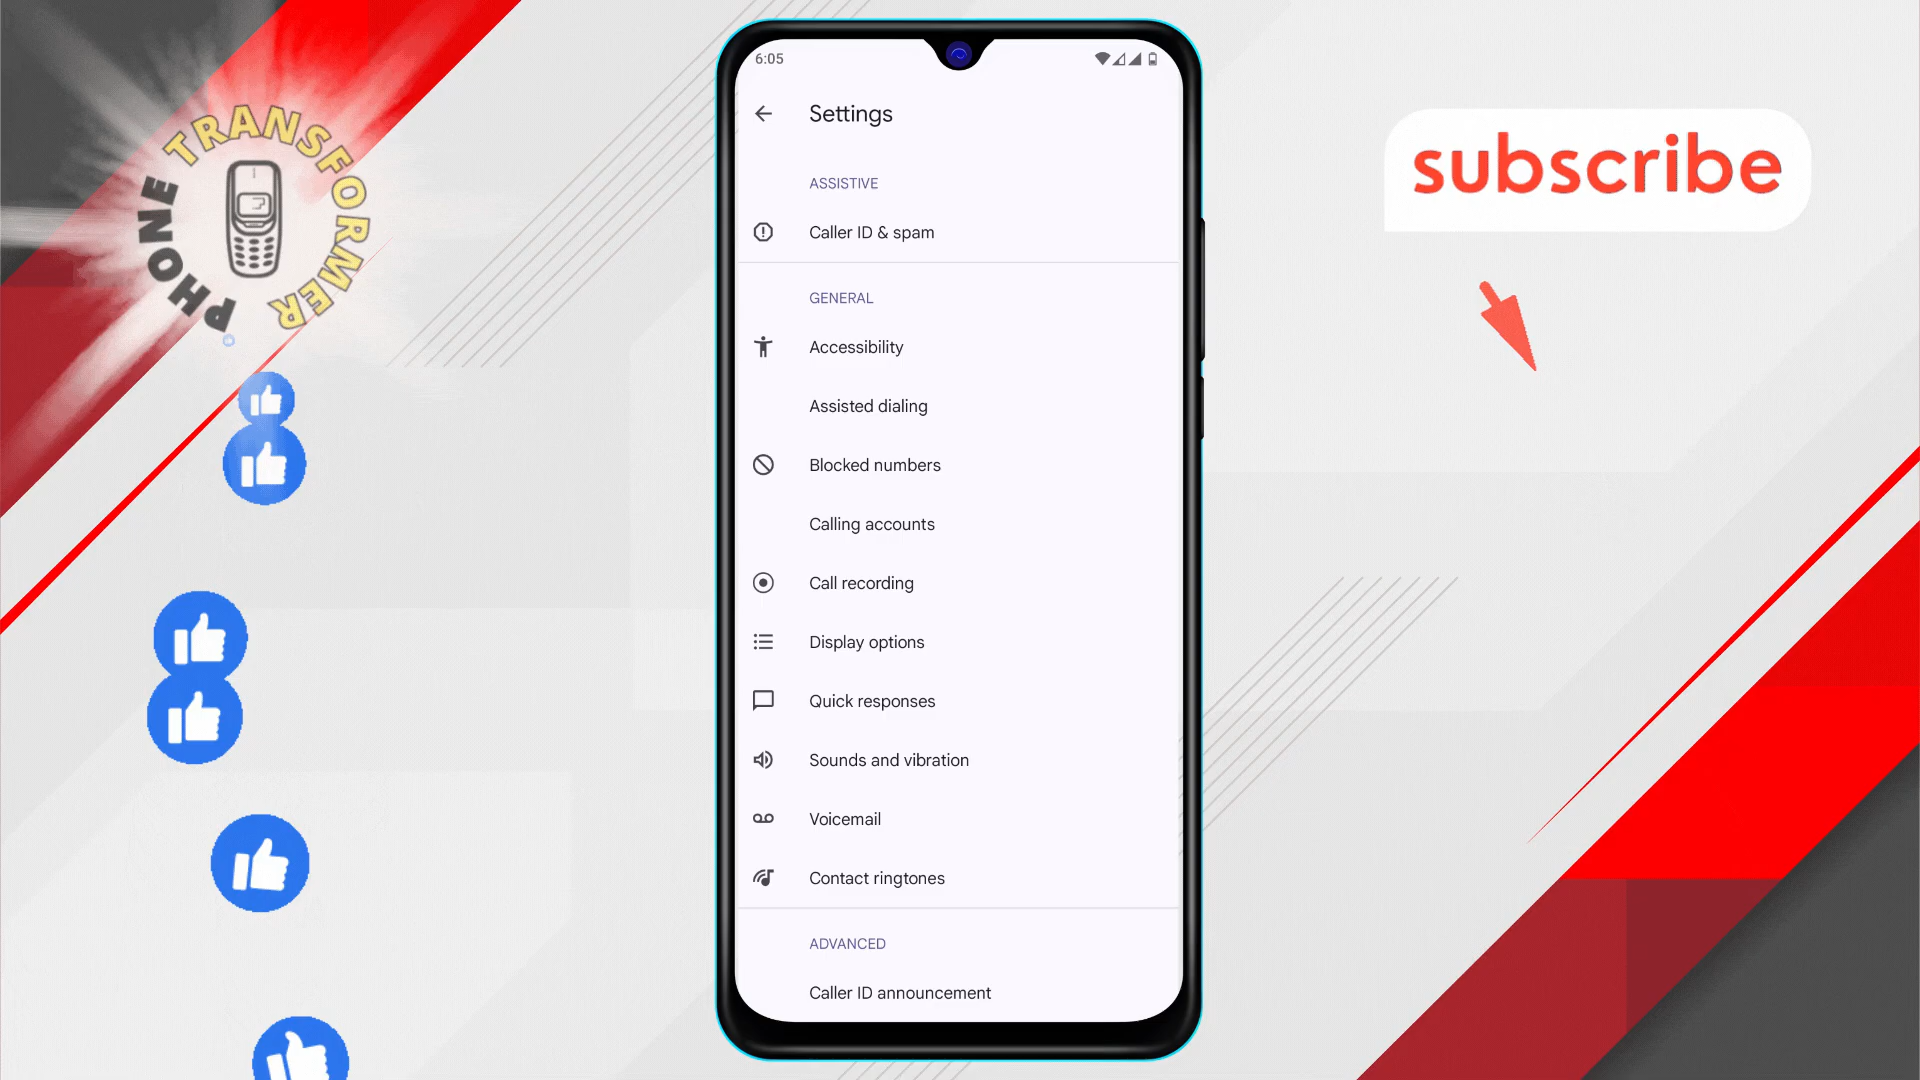 PHONE TRANSFORMER
6:05
Settings
ASSISTIVE
Caller ID & spam
GENERAL
Accessibility
Assisted dialing
Blocked numbers
Calling accounts
Call recording
Display options
Quick responses
Sounds and vibration
Voicemail
Contact ringtones
ADVANCED
Caller ID announcement
subscribe